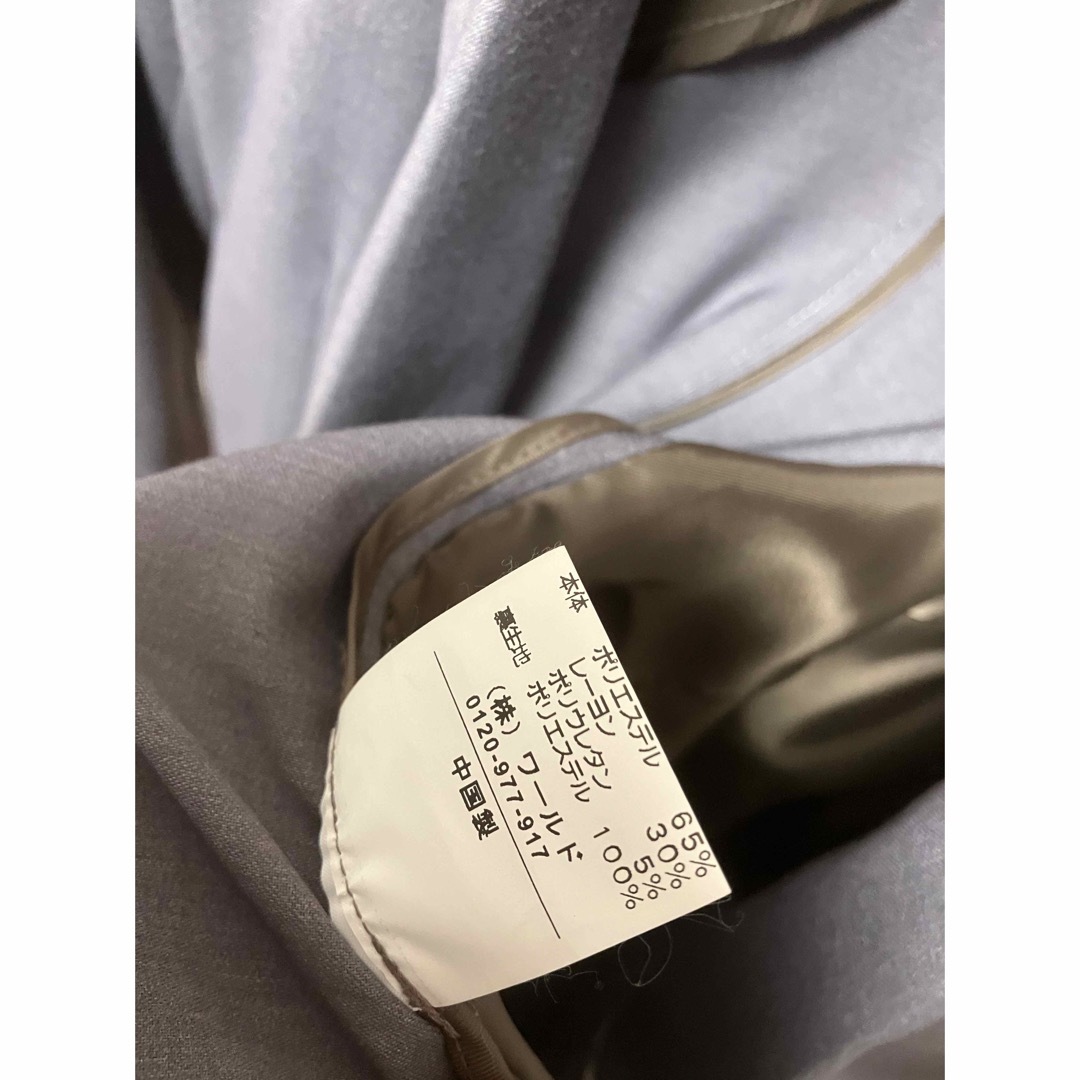 本体 ポリエステル 65%
レーヨン 30%
ポリウレタン 5%
裏生地 ポリエステル 100%
(株) ワールド
0120-977-917
中国製